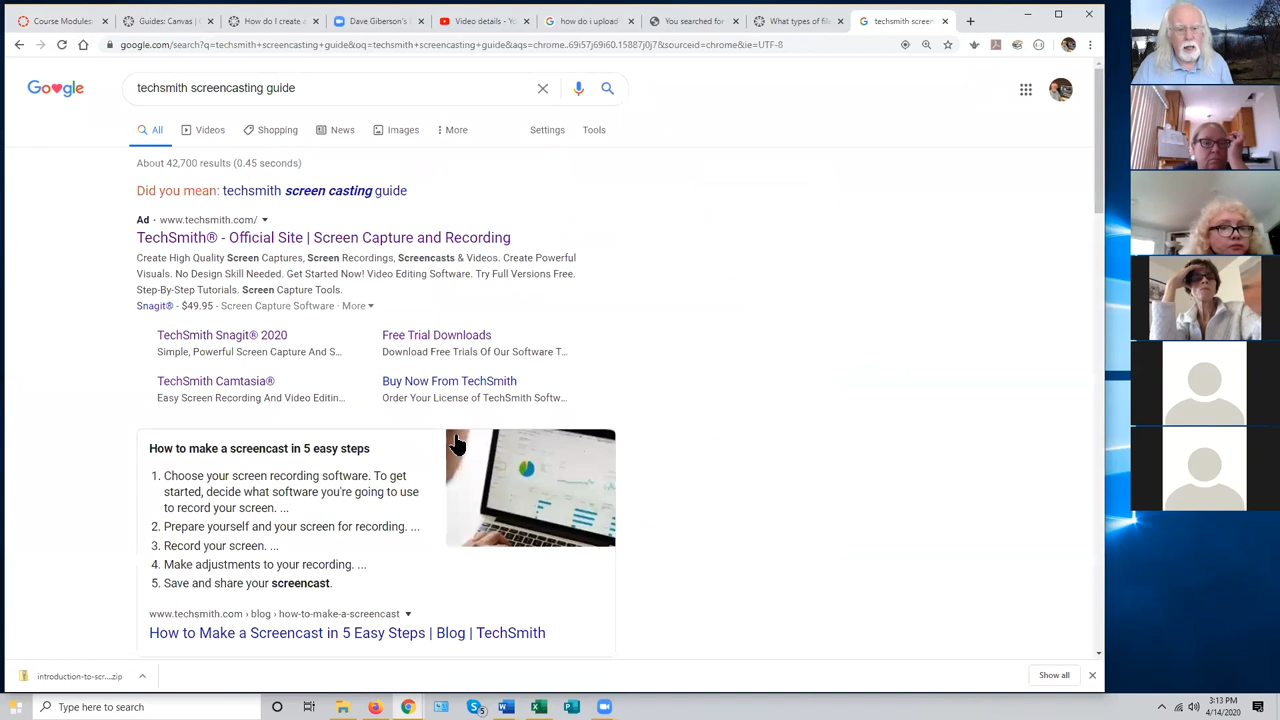 Course Modules:
Guides: Canvas |
How do I create a
Dave Giberson's
Video details - Yo
how do i upload
You searched for
What types of file
techsmith screen
google.com/search?q=techsmith+screencasting+guide&oq=techsmith+screencasting+guide&aqs=chrome..69i57j69i60.15887j0j7&sourceid=chrome&ie=UTF-8
Google
techsmith screencasting guide
All
Videos
Shopping
News
Images
More
Settings
Tools
About 42,700 results (0.45 seconds)
Did you mean: techsmith screen casting guide
Ad · www.techsmith.com/
TechSmith® - Official Site | Screen Capture and Recording
Create High Quality Screen Captures, Screen Recordings, Screencasts & Videos. Create Powerful
Visuals. No Design Skill Needed. Get Started Now! Video Editing Software. Try Full Versions Free.
Step-By-Step Tutorials. Screen Capture Tools.
Snagit® - $49.95 - Screen Capture Software · More
TechSmith Snagit® 2020
Simple, Powerful Screen Capture And S...
Free Trial Downloads
Download Free Trials Of Our Software T...
TechSmith Camtasia®
Easy Screen Recording And Video Editin...
Buy Now From TechSmith
Order Your License of TechSmith Softw...
How to make a screencast in 5 easy steps
1. Choose your screen recording software. To get
started, decide what software you're going to use
to record your screen. ...
2. Prepare yourself and your screen for recording. ...
3. Record your screen. ...
4. Make adjustments to your recording. ...
5. Save and share your screencast.
www.techsmith.com › blog › how-to-make-a-screencast
How to Make a Screencast in 5 Easy Steps | Blog | TechSmith
introduction-to-scr....zip
Show all
Type here to search
5
3:13 PM
4/14/2020